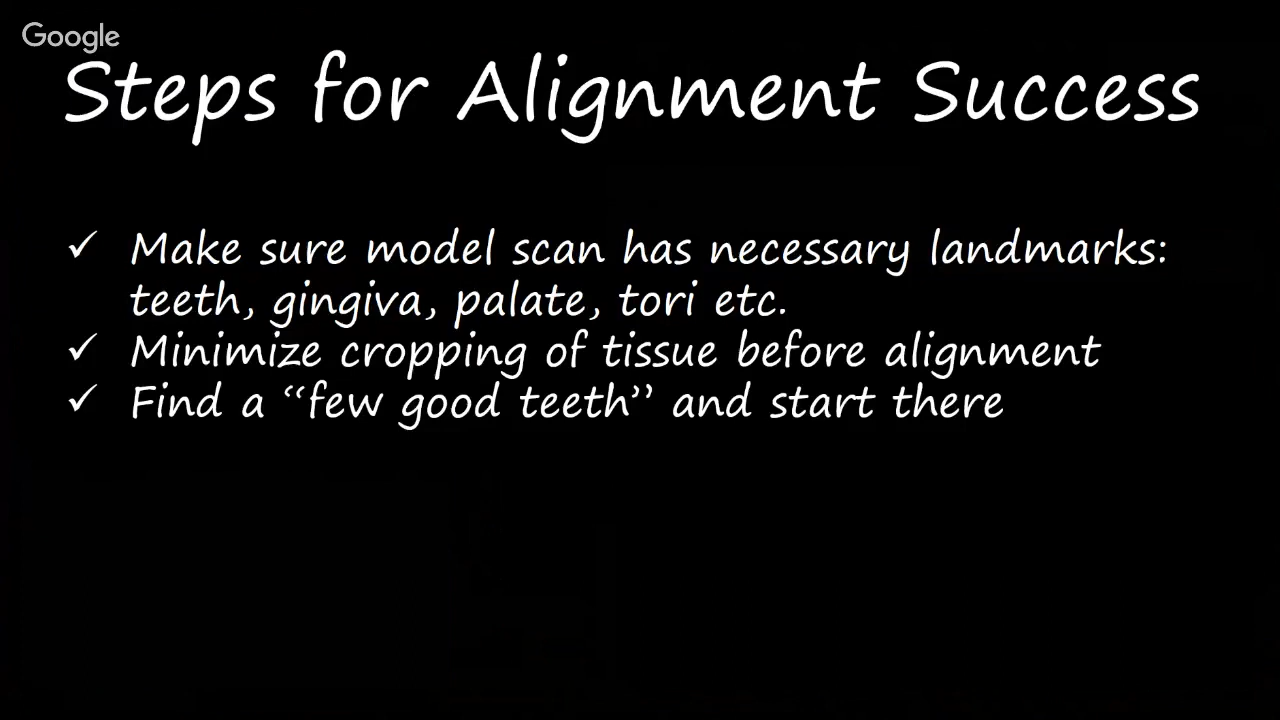 Google
Steps for Alignment Success
✓ Make sure model scan has necessary landmarks:
teeth, gingiva, palate, tori etc.
✓ Minimize cropping of tissue before alignment
✓ Find a “few good teeth” and start there